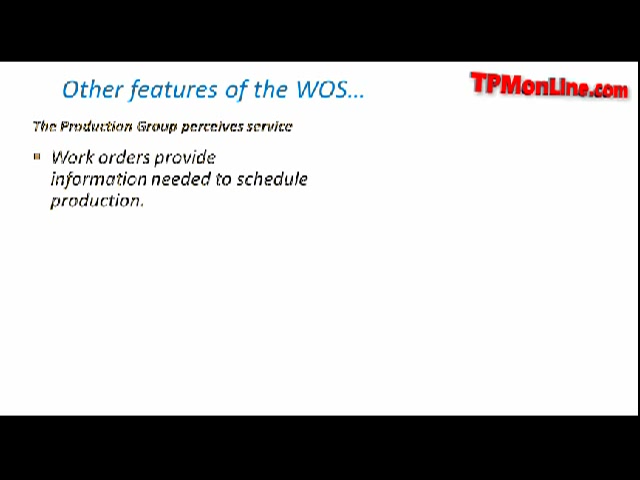 Other features of the WOS...
TPMonLine.com
The Production Group perceives service
Work orders provide
information needed to schedule
production.